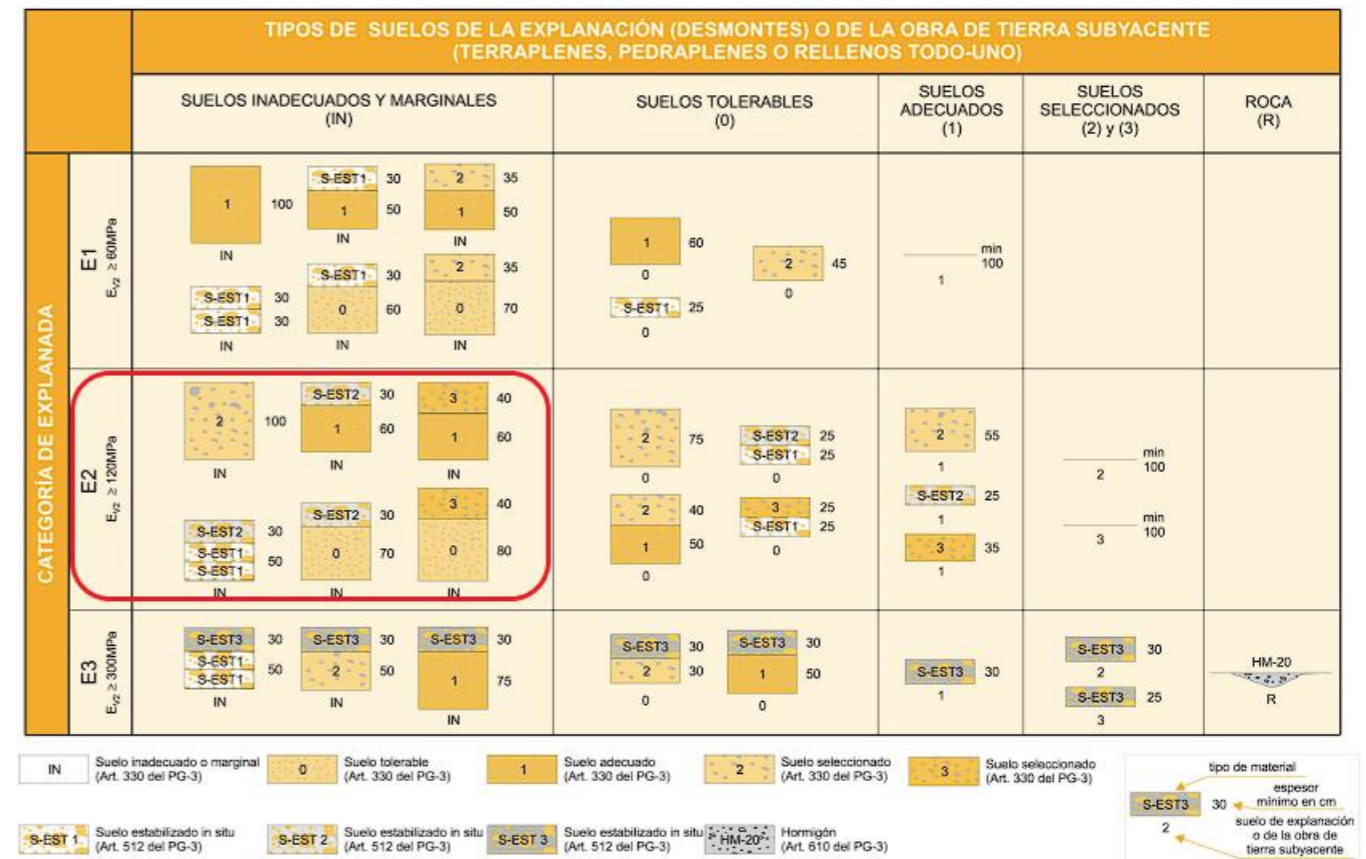 TIPOS DE SUELOS DE LA EXPLANACIÓN (DESMONTES) O DE LA OBRA DE TIERRA SUBYACENTE
(TERRAPLENES, PEDRAPLENES O RELLENOS TODO-UNO)
SUELOS INADECUADOS Y MARGINALES
(IN)
SUELOS TOLERABLES
(0)
SUELOS
ADECUADOS
(1)
SUELOS
SELECCIONADOS
(2) y (3)
ROCA
(R)
CATEGORÍA DE EXPLANADA
E1
Ev2 ≥ 60MPa
1 100
IN
S-EST1 30
1 50
IN
2 35
1 50
IN
S-EST1 30
S-EST1 30
IN
S-EST1 30
0 60
IN
2 35
0 70
IN
1 60
0
2 45
0
S-EST1 25
0
min
100
1
E2
Ev2 ≥ 120MPa
2 100
IN
S-EST2 30
1 60
IN
3 40
1 60
IN
S-EST2 30
S-EST1 50
S-EST1
IN
S-EST2 30
0 70
IN
3 40
0 80
IN
2 75
0
S-EST2 25
S-EST1 25
0
2 40
1 50
0
3 25
S-EST1 25
0
2 55
1
S-EST2 25
1
3 35
1
min
100
2
min
100
3
E3
Ev2 ≥ 300MPa
S-EST3 30
S-EST1 50
S-EST1
IN
S-EST3 30
2 50
IN
S-EST3 30
1 75
IN
S-EST3 30
2 30
0
S-EST3 30
1 50
0
S-EST3 30
1
S-EST3 30
2
S-EST3 25
3
HM-20
R
IN
Suelo inadecuado o marginal
(Art. 330 del PG-3)
0
Suelo tolerable
(Art. 330 del PG-3)
1
Suelo adecuado
(Art. 330 del PG-3)
2
Suelo seleccionado
(Art. 330 del PG-3)
3
Suelo seleccionado
(Art. 330 del PG-3)
S-EST 1
Suelo estabilizado in situ
(Art. 512 del PG-3)
S-EST 2
Suelo estabilizado in situ
(Art. 512 del PG-3)
S-EST 3
Suelo estabilizado in situ
(Art. 512 del PG-3)
HM-20
Hormigón
(Art. 610 del PG-3)
tipo de material
S-EST3 30
espesor
mínimo en cm
2
suelo de explanación
o de la obra de
tierra subyacente